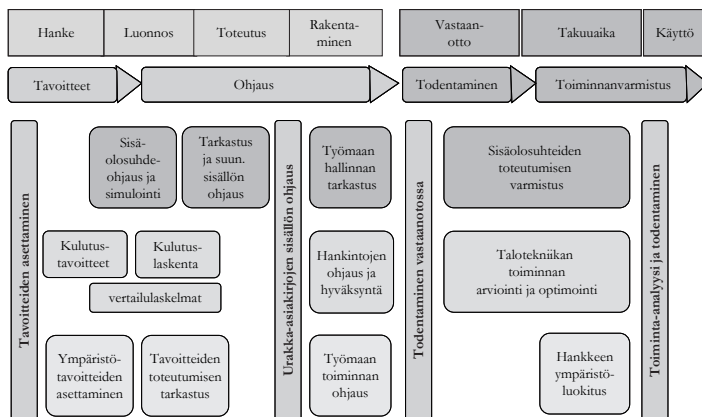 Hanke
Luonnos
Toteutus
Rakenta-
minen
Vastaan-
otto
Takuuaika
Käyttö
Tavoitteet
Ohjaus
Todentaminen
Toiminnanvarmistus
Tavoitteiden asettaminen
Sisä-
olosuhde-
ohjaus ja
simulointi
Tarkastus
ja suun.
sisällön
ohjaus
Urakka-asiakirjojen sisällön ohjaus
Työmaan
hallinnan
tarkastus
Todentaminen vastaanotossa
Sisäolosuhteiden
toteutumisen
varmistus
Toiminta-analyysi ja todentaminen
Kulutus-
tavoitteet
Kulutus-
laskenta
vertailulaskelmat
Hankintojen
ohjaus ja
hyväksyntä
Talotekniikan
toiminnan
arviointi ja optimointi
Ympäristö-
tavoitteiden
asettaminen
Tavoitteiden
toteutumisen
tarkastus
Työmaan
toiminnan
ohjaus
Hankkeen
ympäristö-
luokitus